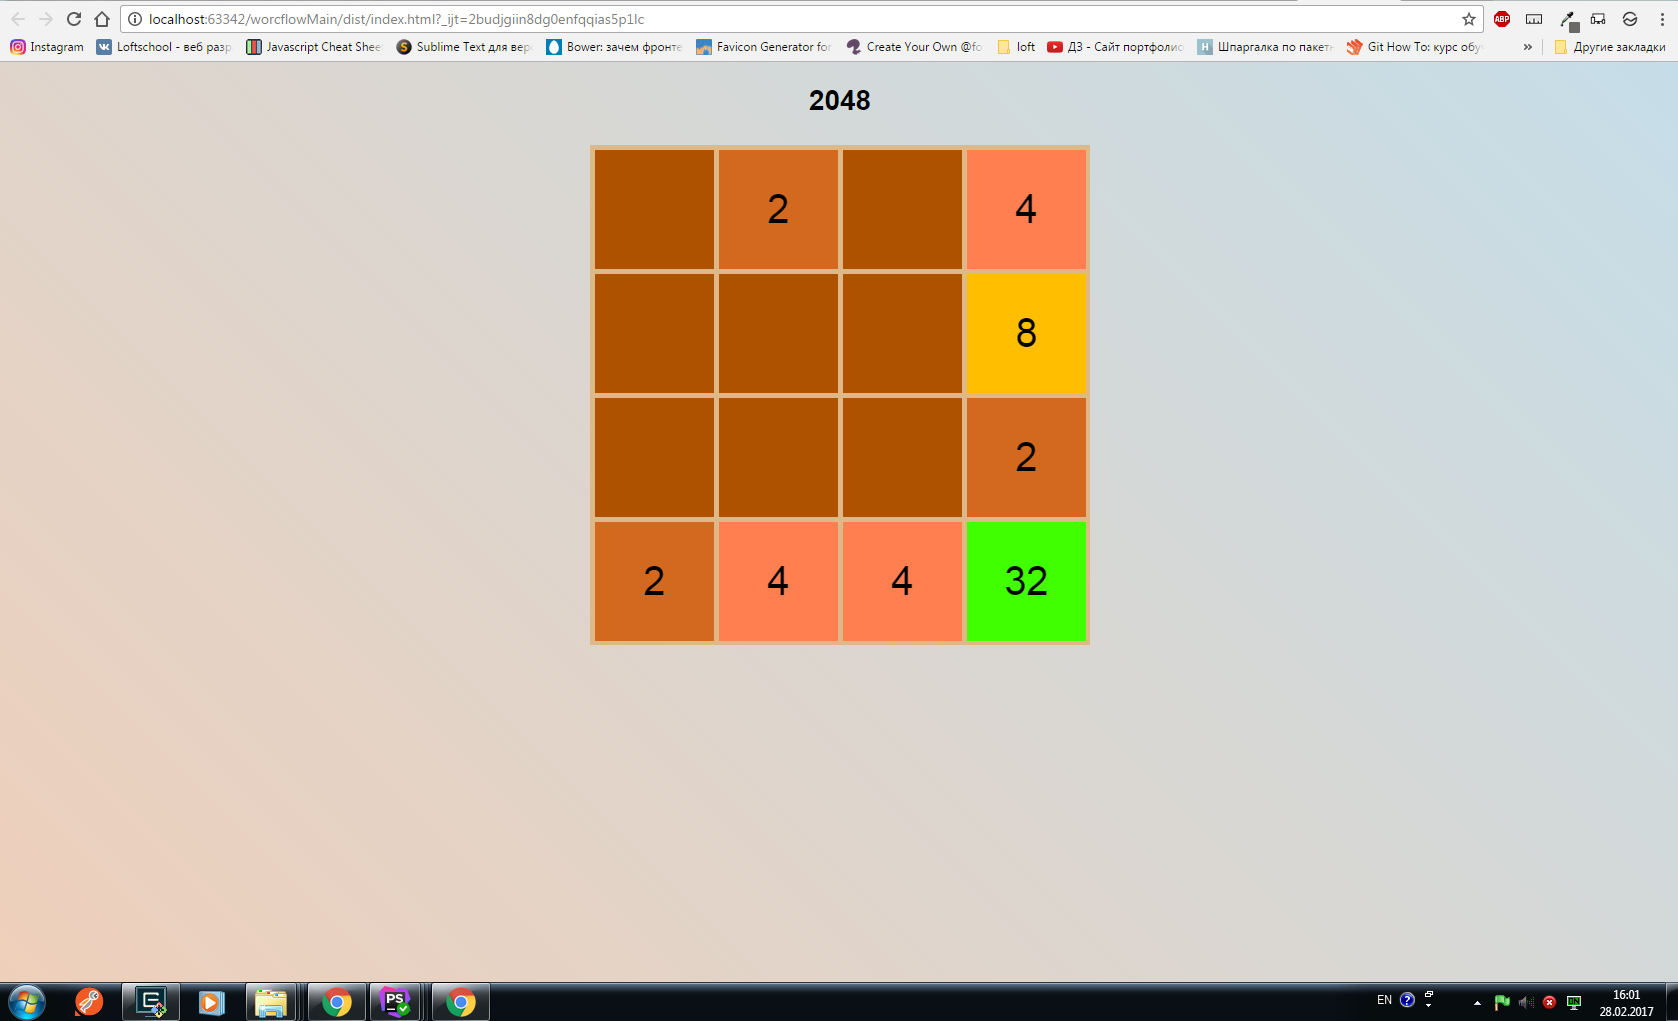 localhost:63342/worcflowMain/dist/index.html?_ijt=2budjgiin8dg0enfqqias5p1lc
ABP
Instagram Loftschool - веб разр Javascript Cheat Shee Sublime Text для вер Bower: зачем фронте Favicon Generator for Create Your Own @fo loft ДЗ - Сайт портфолио Шпаргалка по пакет Git How To: курс обу » Другие закладки
2048
2 4
8
2
2 4 4 32
PS EN 16:01
28.02.2017